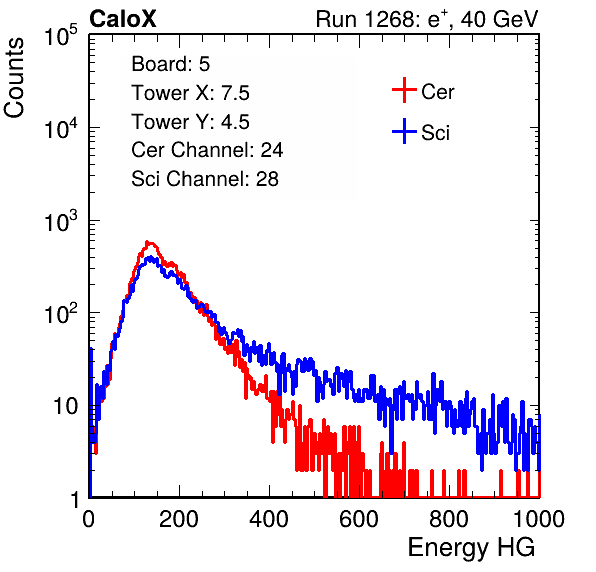 CaloX Run 1268: e⁺, 40 GeV
Counts
Board: 5
Tower X: 7.5
Tower Y: 4.5
Cer Channel: 24
Sci Channel: 28
Cer
Sci
10⁵
10⁴
10³
10²
10
1
0 200 400 600 800 1000
Energy HG